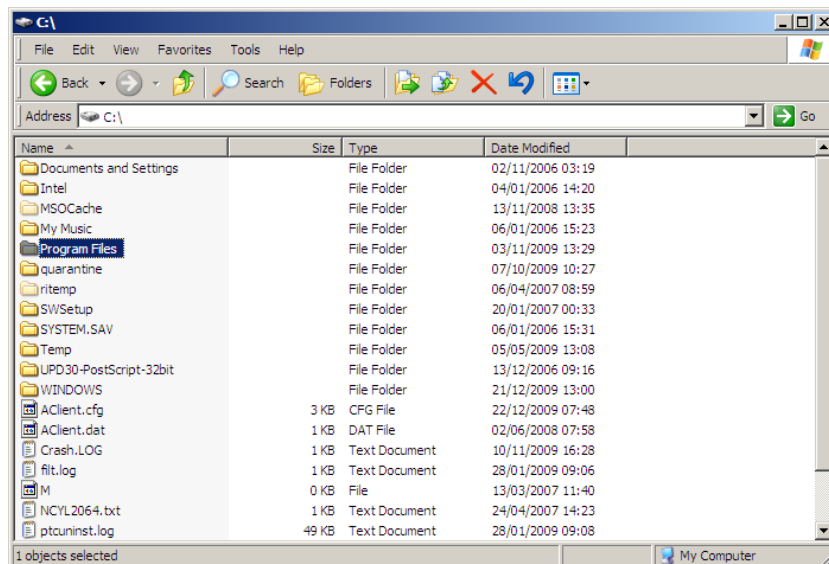 C:\
File Edit View Favorites Tools Help
Back Search Folders
Address C:\ Go
Name Size Type Date Modified
Documents and Settings File Folder 02/11/2006 03:19
Intel File Folder 04/01/2006 14:20
MSOCache File Folder 13/11/2008 13:35
My Music File Folder 06/01/2006 15:23
Program Files File Folder 03/11/2009 13:29
quarantine File Folder 07/10/2009 10:27
ritemp File Folder 06/04/2007 08:59
SWSetup File Folder 20/01/2007 00:33
SYSTEM.SAV File Folder 06/01/2006 15:31
Temp File Folder 05/05/2009 13:08
UPD30-PostScript-32bit File Folder 13/12/2006 09:16
WINDOWS File Folder 21/12/2009 13:00
AClient.cfg 3 KB CFG File 22/12/2009 07:48
AClient.dat 1 KB DAT File 02/06/2008 07:58
Crash.LOG 1 KB Text Document 10/11/2009 16:28
filt.log 1 KB Text Document 28/01/2009 09:06
M 0 KB File 13/03/2007 11:40
NCYL2064.txt 1 KB Text Document 24/04/2007 14:23
ptcuninst.log 49 KB Text Document 28/01/2009 09:08
1 objects selected My Computer